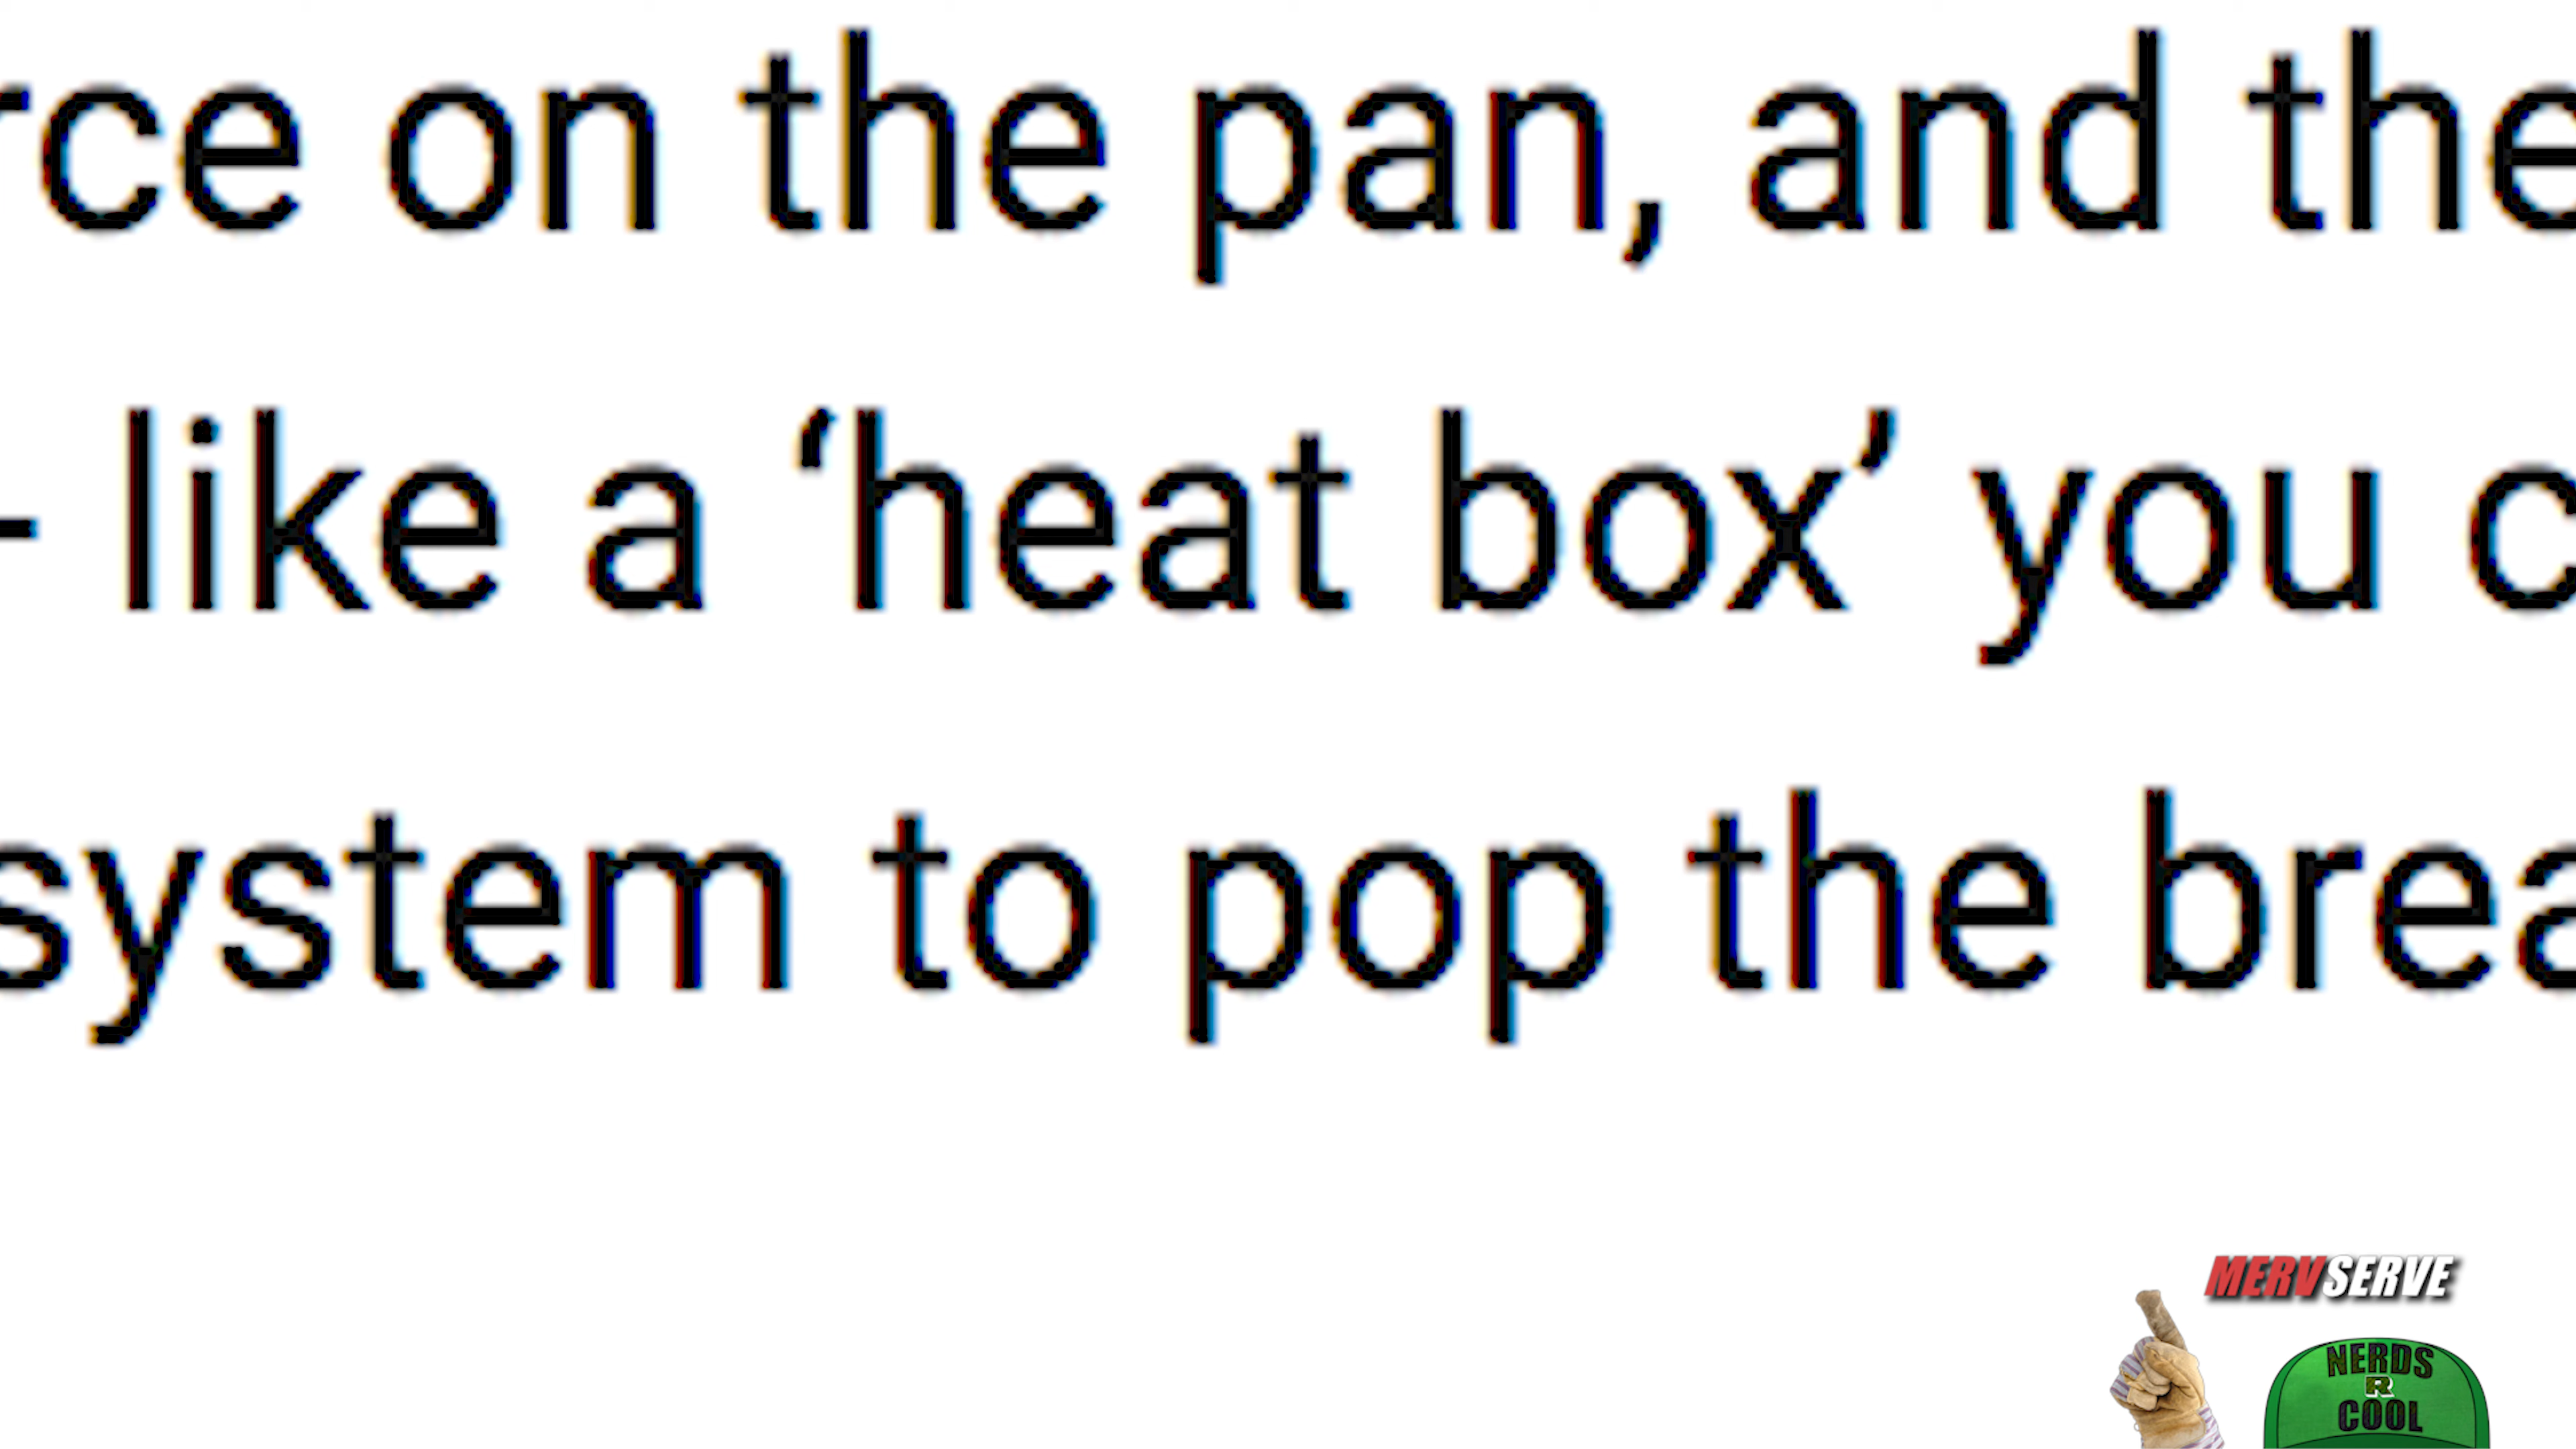 rce on the pan, and the
- like a ‘heat box’ you c
system to pop the brea
MERVSERVE
NERDS
R
COOL